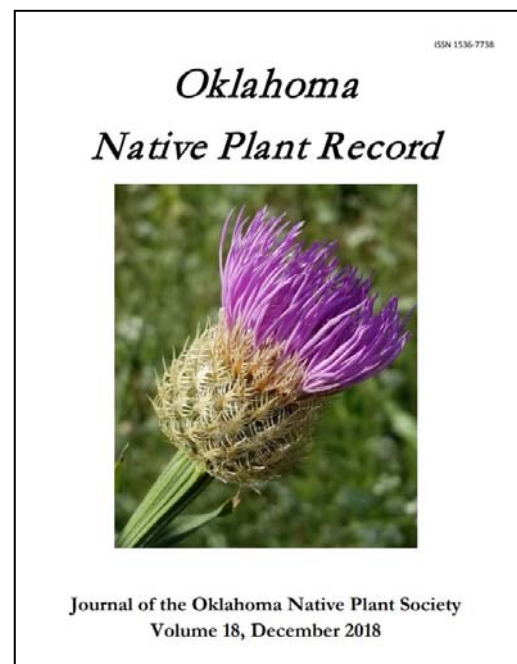 ISSN 1536-7738
Oklahoma
Native Plant Record
Journal of the Oklahoma Native Plant Society
Volume 18, December 2018